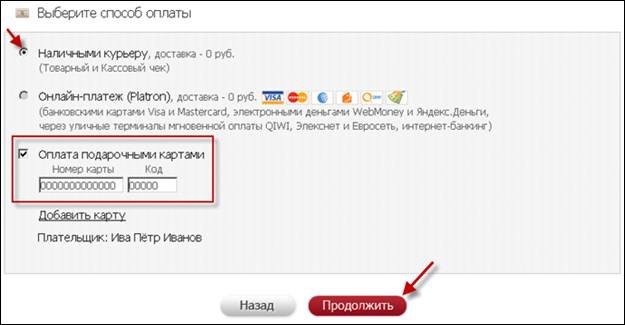 Выберите способ оплаты
Наличными курьеру, доставка - 0 руб.
(Товарный и Кассовый чек)
Онлайн-платеж (Platron), доставка - 0 руб. VISA
(банковскими картами Visa и Mastercard, электронными деньгами WebMoney и Яндекс.Деньги,
через уличные терминалы мгновенной оплаты QIWI, Элекснет и Евросеть, интернет-банкинг)
Оплата подарочными картами
Номер карты Код
0000000000000 00000
Добавить карту
Плательщик: Ива Пётр Иванов
Назад Продолжить